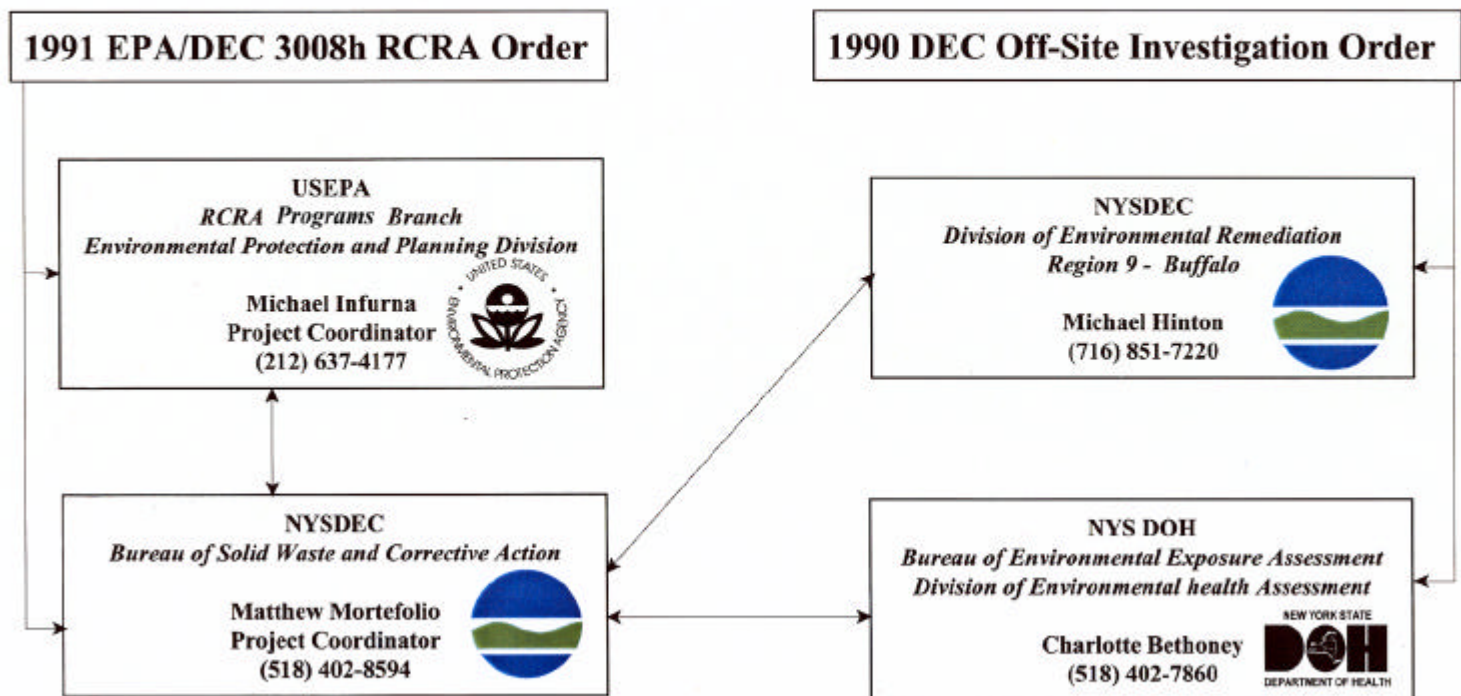 1991 EPA/DEC 3008h RCRA Order
1990 DEC Off-Site Investigation Order
USEPA
RCRA Programs Branch
Environmental Protection and Planning Division
Michael Infurna
Project Coordinator
(212) 637-4177
UNITED STATES
ENVIRONMENTAL PROTECTION AGENCY
NYSDEC
Division of Environmental Remediation
Region 9 - Buffalo
Michael Hinton
(716) 851-7220
NYSDEC
Bureau of Solid Waste and Corrective Action
Matthew Mortefolio
Project Coordinator
(518) 402-8594
NYS DOH
Bureau of Environmental Exposure Assessment
Division of Environmental health Assessment
Charlotte Bethoney
(518) 402-7860
NEW YORK STATE
DOH
DEPARTMENT OF HEALTH